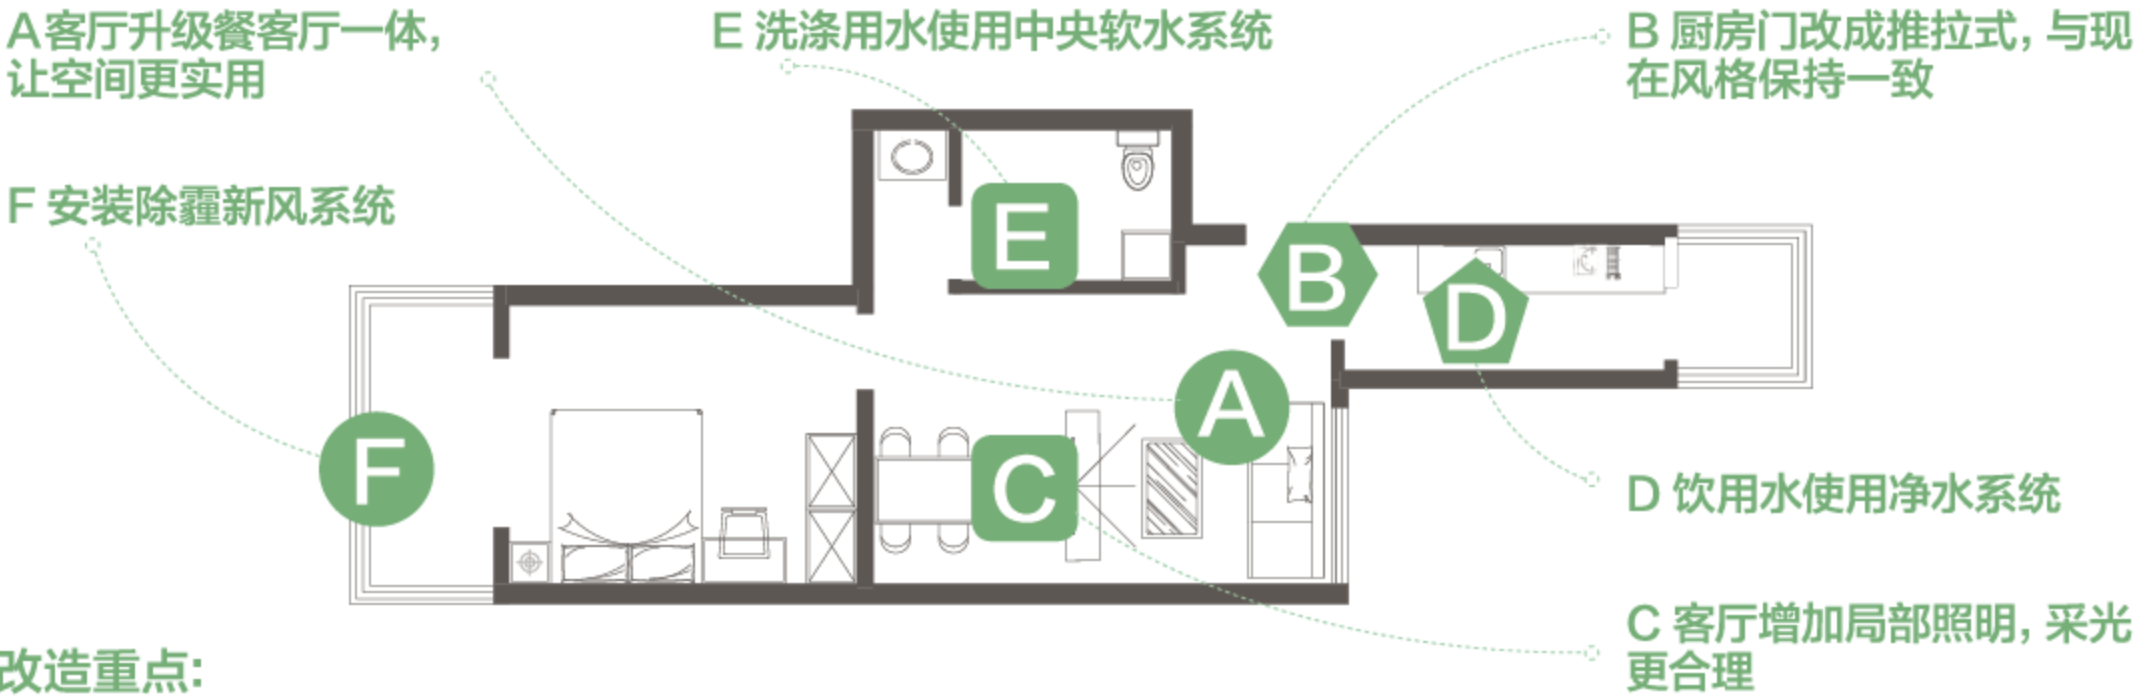 A客厅升级餐客厅一体，
让空间更实用
E 洗涤用水使用中央软水系统
B 厨房门改成推拉式，与现
在风格保持一致
F 安装除霾新风系统
E
B
D
A
F
C
D 饮用水使用净水系统
C 客厅增加局部照明，采光
更合理
改造重点：